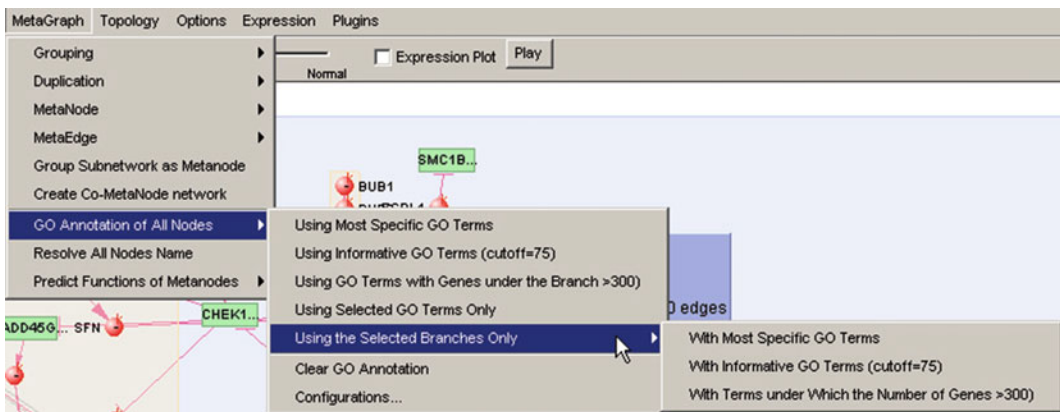 MetaGraph Topology Options Expression Plugins
Grouping
Duplication
MetaNode
MetaEdge
Group Subnetwork as Metanode
Create Co-MetaNode network
GO Annotation of All Nodes
Resolve All Nodes Name
Predict Functions of Metanodes
Normal
Expression Plot Play
SMC1B...
BUB1
Using Most Specific GO Terms
Using Informative GO Terms (cutoff=75)
Using GO Terms with Genes under the Branch >300)
Using Selected GO Terms Only
Using the Selected Branches Only
Clear GO Annotation
Configurations...
0 edges
With Most Specific GO Terms
With Informative GO Terms (cutoff=75)
With Terms under Which the Number of Genes >300)
ADD45G... SFN
CHEK1...